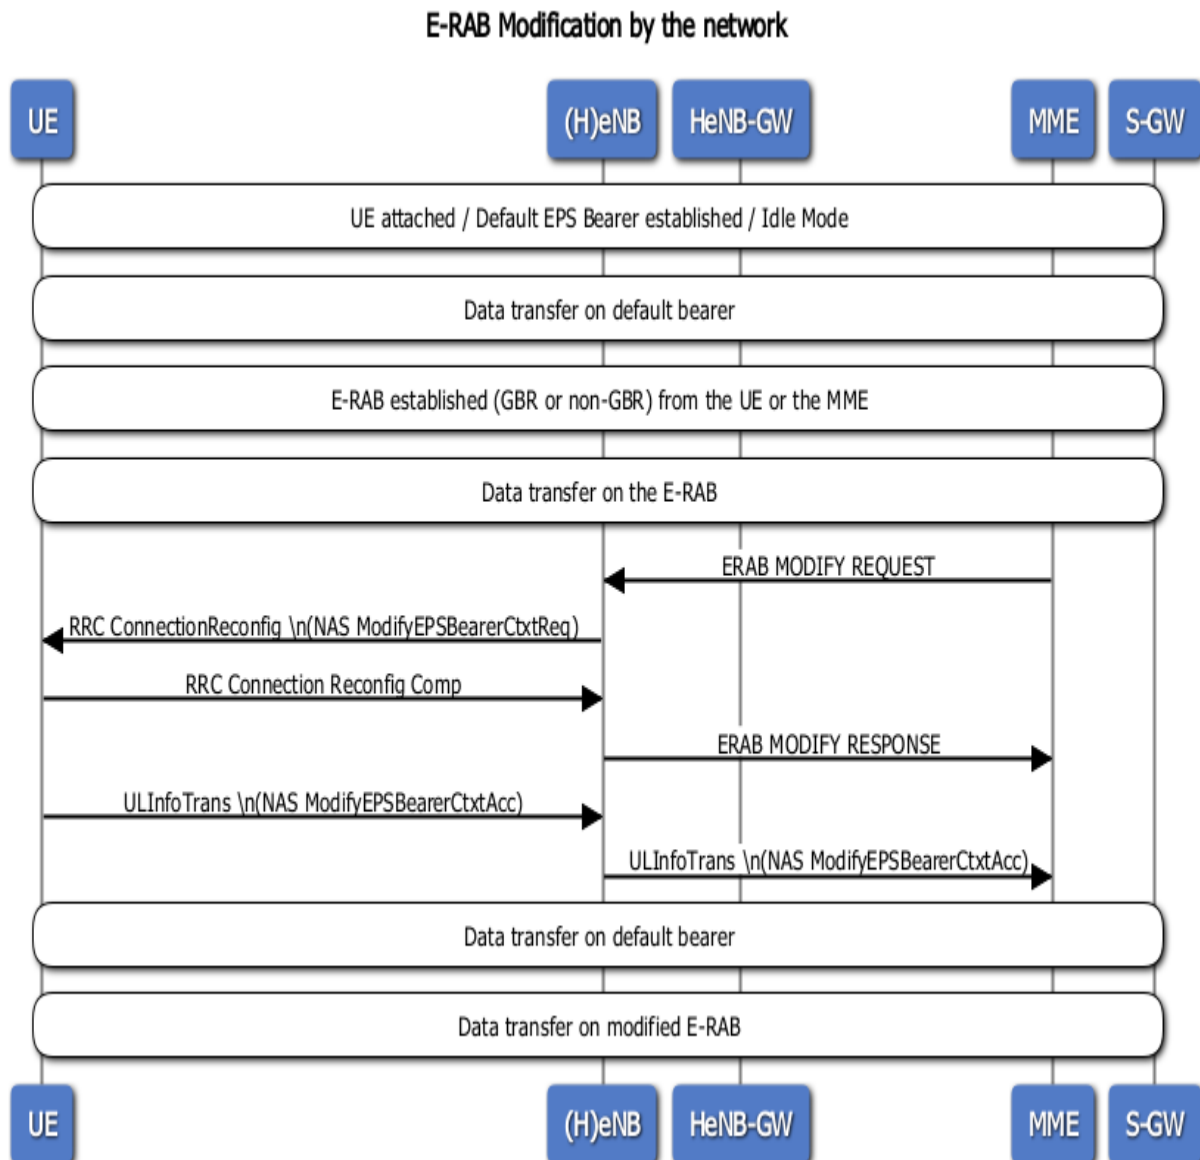 E-RAB Modification by the network
UE
(H)eNB
HeNB-GW
MME
S-GW
UE attached / Default EPS Bearer established / Idle Mode
Data transfer on default bearer
E-RAB established (GBR or non-GBR) from the UE or the MME
Data transfer on the E-RAB
ERAB MODIFY REQUEST
RRC ConnectionReconfig \n(NAS ModifyEPSBearerCtxtReq)
RRC Connection Reconfig Comp
ERAB MODIFY RESPONSE
ULInfoTrans \n(NAS ModifyEPSBearerCtxtAcc)
ULInfoTrans \n(NAS ModifyEPSBearerCtxtAcc)
Data transfer on default bearer
Data transfer on modified E-RAB
UE
(H)eNB
HeNB-GW
MME
S-GW